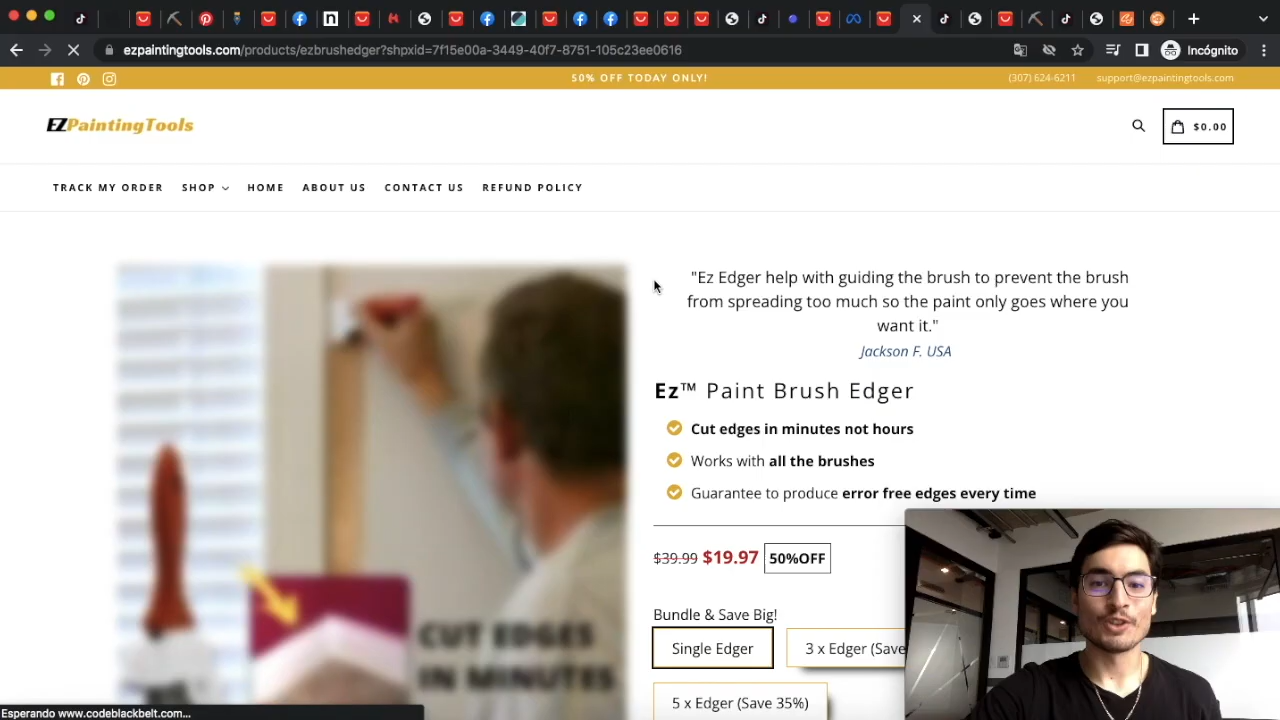 ezpaintingtools.com/products/ezbrushedger?shpxid=7f15e00a-3449-40f7-8751-105c23ee0616
Incógnito
50% OFF TODAY ONLY!
(307) 624-6211
support@ezpaintingtools.com
EZPaintingTools
$0.00
TRACK MY ORDER
SHOP
HOME
ABOUT US
CONTACT US
REFUND POLICY
"Ez Edger help with guiding the brush to prevent the brush
from spreading too much so the paint only goes where you
want it."
Jackson F. USA
Ez™ Paint Brush Edger
Cut edges in minutes not hours
Works with all the brushes
Guarantee to produce error free edges every time
$39.99 $19.97 50%OFF
Bundle & Save Big!
Single Edger
3 x Edger (Save
5 x Edger (Save 35%)
CUT EDGES
IN MINUTES
Esperando www.codeblackbelt.com...